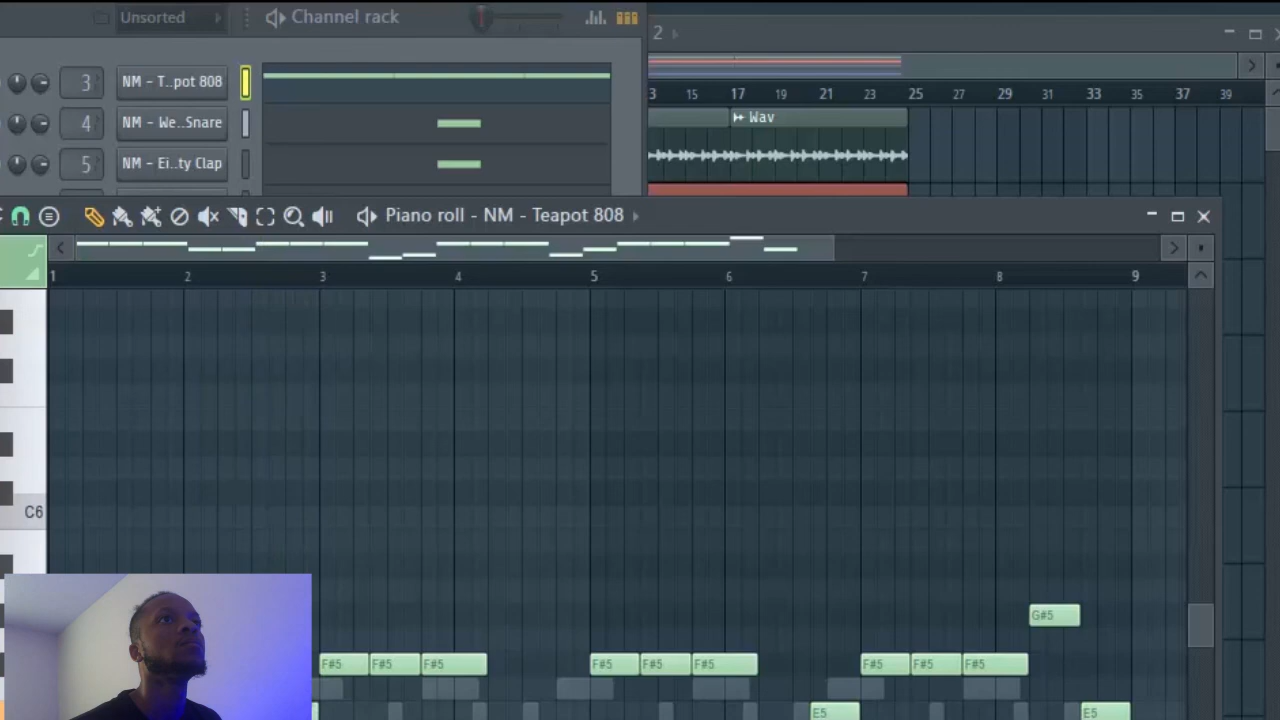 Unsorted Channel rack
2
3 NM - T..pot 808
4 NM - We..Snare
5 NM - Ei..ty Clap
3 15 17 19 21 23 25 27 29 31 33 35 37 39
Wav
Piano roll - NM - Teapot 808
1 2 3 4 5 6 7 8 9
C6
G#5
F#5 F#5 F#5 F#5 F#5 F#5 F#5 F#5 F#5
E5 E5